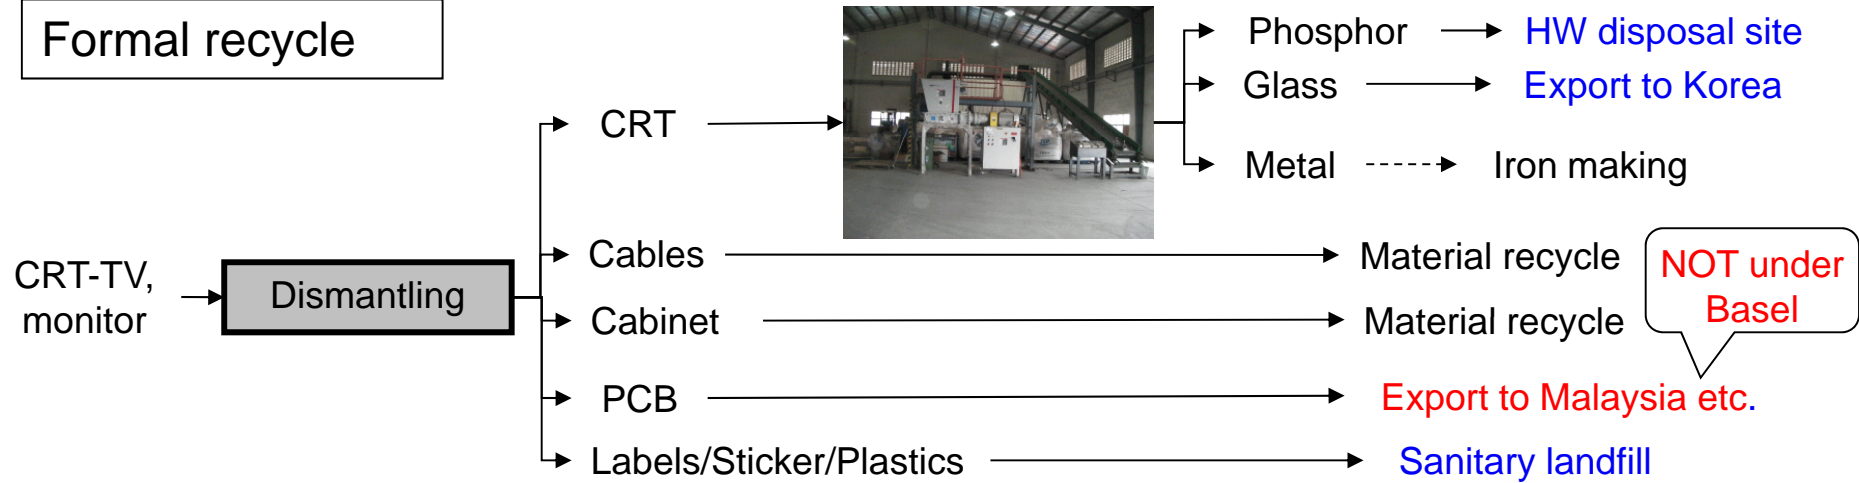 Formal recycle
Phosphor
HW disposal site
Glass
Export to Korea
CRT
Metal
Iron making
Cables
Material recycle
NOT under
Basel
CRT-TV,
monitor
Dismantling
Cabinet
Material recycle
PCB
Export to Malaysia etc.
Labels/Sticker/Plastics
Sanitary landfill